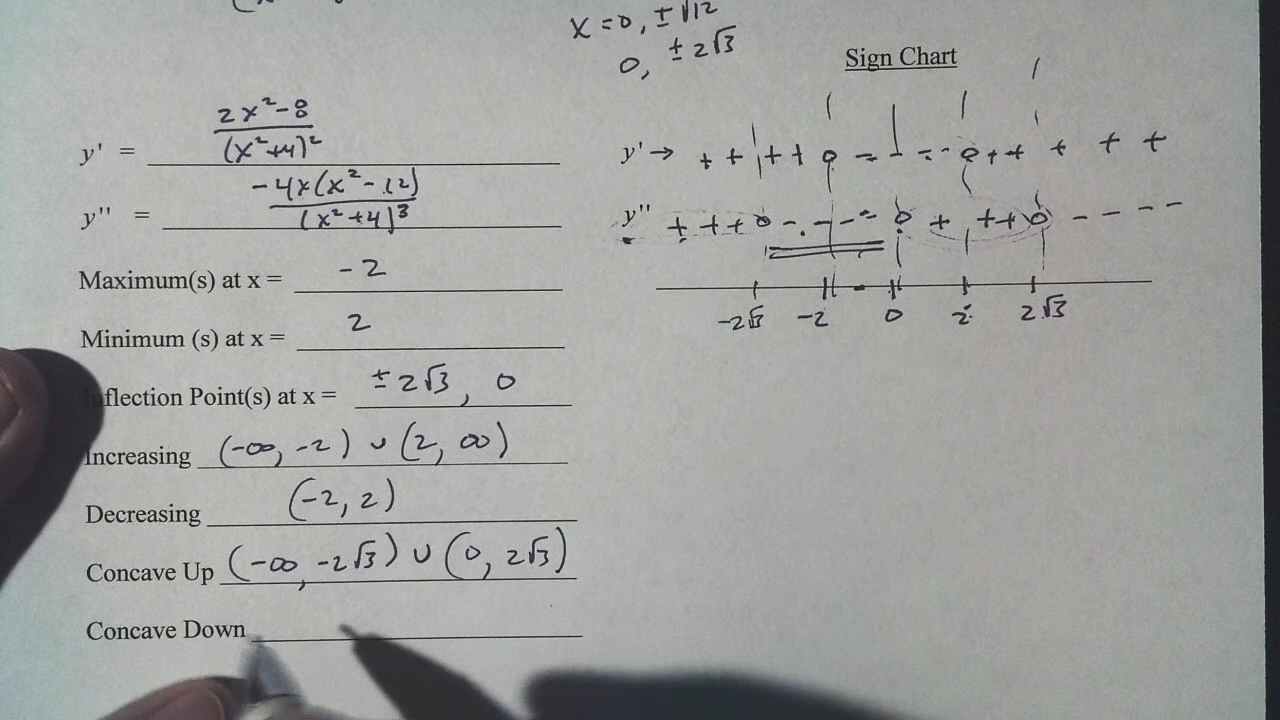 x = 0, ± √12
0, ± 2√3
Sign Chart
y' = (2x² - 8)/(x² + 4)²
y'' = -4x(x² - 12)/(x² + 4)³
Maximum(s) at x = -2
Minimum (s) at x = 2
Inflection Point(s) at x = ± 2√3, 0
Increasing (-∞, -2) ∪ (2, ∞)
Decreasing (-2, 2)
Concave Up (-∞, -2√3) ∪ (0, 2√3)
Concave Down
y' → + + + + 0 - - - - 0 + + + + +
y'' + + + 0 - - - - 0 + + + 0 - - - -
-2√3 -2 0 2 2√3